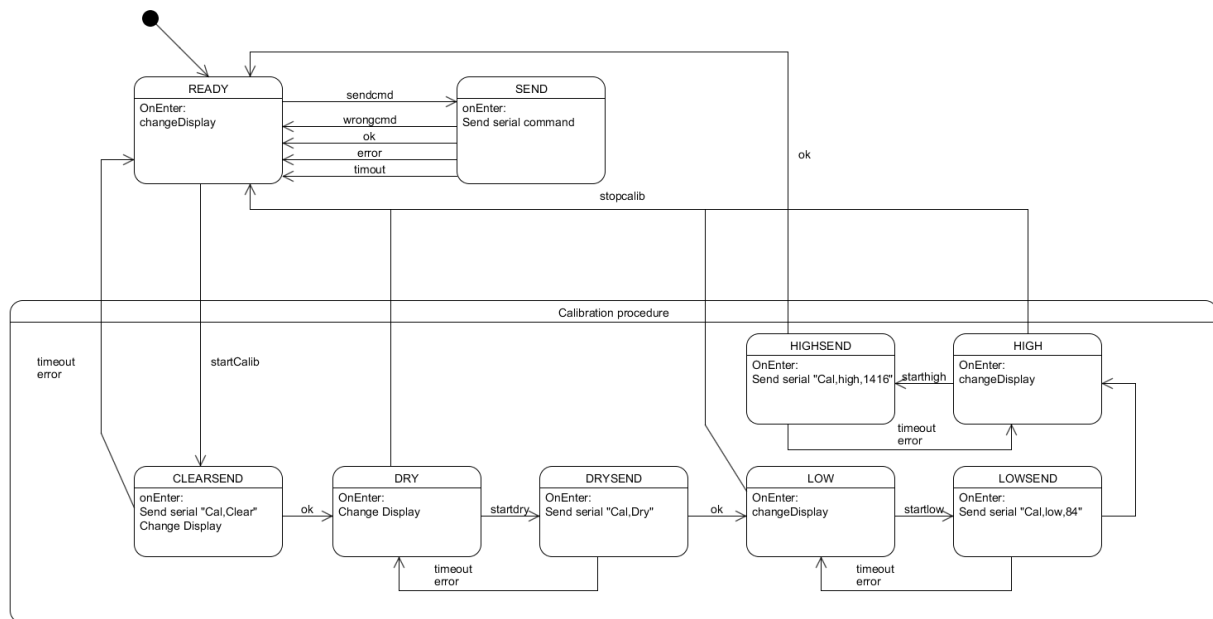 READY
OnEnter:
changeDisplay
sendcmd
wrongcmd
ok
error
timout
SEND
onEnter:
Send serial command
ok
stopcalib
Calibration procedure
timeout
error
startCalib
HIGHSEND
OnEnter:
Send serial "Cal,high,1416"
starthigh
HIGH
OnEnter:
changeDisplay
timeout
error
CLEARSEND
onEnter:
Send serial "Cal,Clear"
Change Display
ok
DRY
OnEnter:
Change Display
startdry
DRYSEND
OnEnter:
Send serial "Cal,Dry"
ok
LOW
OnEnter:
changeDisplay
startlow
LOWSEND
OnEnter:
Send serial "Cal,low,84"
timeout
error
timeout
error